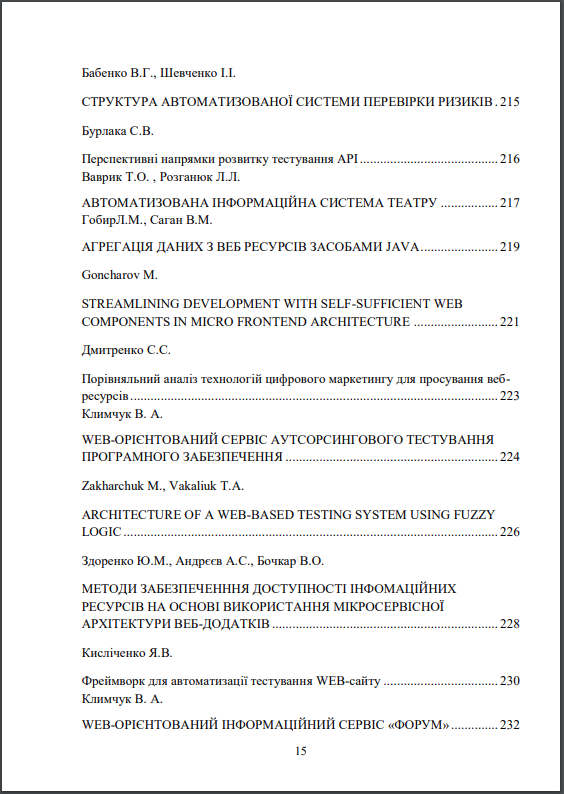 Бабенко В.Г., Шевченко І.І.
СТРУКТУРА АВТОМАТИЗОВАНОЇ СИСТЕМИ ПЕРЕВІРКИ РИЗИКІВ . 215
Бурлака С.В.
Перспективні напрямки розвитку тестування API ........................................ 216
Ваврик Т.О. , Розганюк Л.Л.
АВТОМАТИЗОВАНА ІНФОРМАЦІЙНА СИСТЕМА ТЕАТРУ ................. 217
ГобирЛ.М., Саган В.М.
АГРЕГАЦІЯ ДАНИХ З ВЕБ РЕСУРСІВ ЗАСОБАМИ JAVA...................... 219
Goncharov M.
STREAMLINING DEVELOPMENT WITH SELF-SUFFICIENT WEB
COMPONENTS IN MICRO FRONTEND ARCHITECTURE ........................ 221
Дмитренко С.С.
Порівняльний аналіз технологій цифрового маркетингу для просування веб-
ресурсів......................................................................................................... 223
Климчук В. А.
WEB-ОРІЄНТОВАНИЙ СЕРВІС АУТСОРСИНГОВОГО ТЕСТУВАННЯ
ПРОГРАМНОГО ЗАБЕЗПЕЧЕННЯ ............................................................. 224
Zakharchuk M., Vakaliuk T.A.
ARCHITECTURE OF A WEB-BASED TESTING SYSTEM USING FUZZY
LOGIC ........................................................................................................... 226
Здоренко Ю.М., Андрєєв А.С., Бочкар В.О.
МЕТОДИ ЗАБЕЗПЕЧЕНННЯ ДОСТУПНОСТІ ІНФОМАЦІЙНИХ
РЕСУРСІВ НА ОСНОВІ ВИКОРИСТАННЯ МІКРОСЕРВІСНОЇ
АРХІТЕКТУРИ ВЕБ-ДОДАТКІВ ................................................................. 228
Кисліченко Я.В.
Фреймворк для автоматизації тестування WEB-сайту ................................. 230
Климчук В. А.
WEB-ОРІЄНТОВАНИЙ ІНФОРМАЦІЙНИЙ СЕРВІС «ФОРУМ» .............. 232
15